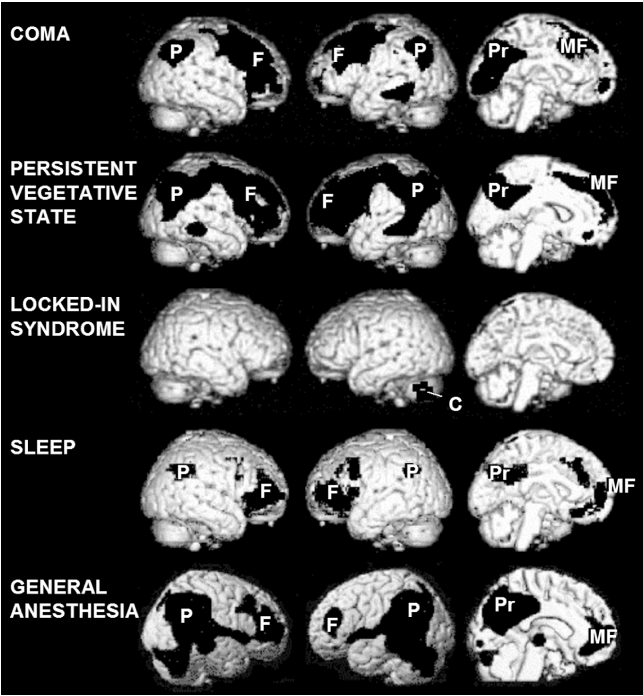 COMA
P
F
F
P
Pr
MF
PERSISTENT
VEGETATIVE
STATE
P
F
F
P
Pr
MF
LOCKED-IN
SYNDROME
C
SLEEP
P
F
F
P
Pr
MF
GENERAL
ANESTHESIA
P
F
F
P
Pr
MF